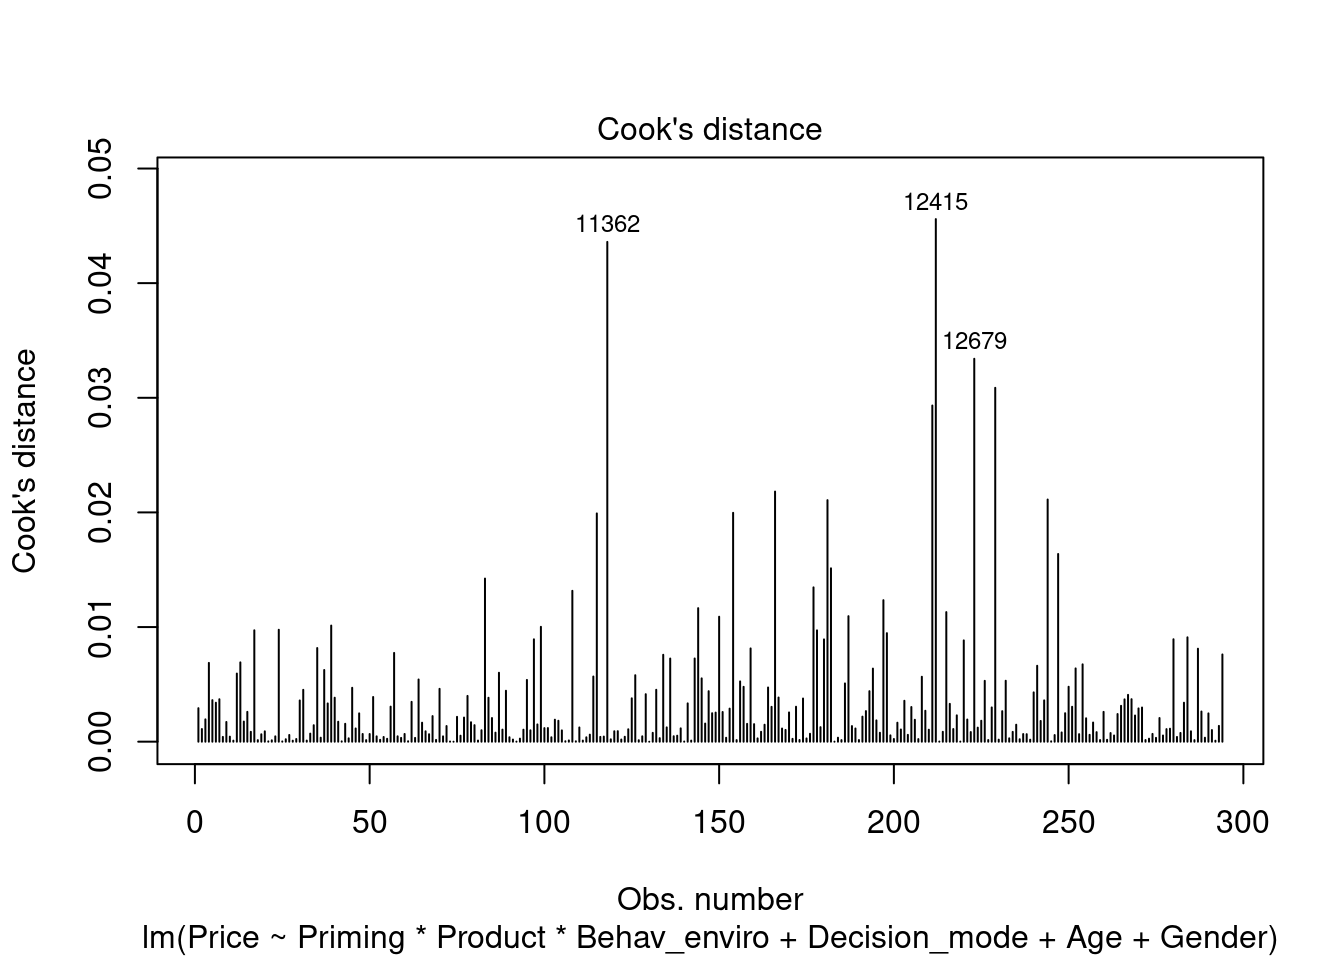 Cook's distance
0.05
0.04
0.03
0.02
0.01
0.00
Cook's distance
12415
11362
12679
0 50 100 150 200 250 300
Obs. number
lm(Price ~ Priming * Product * Behav_enviro + Decision_mode + Age + Gender)